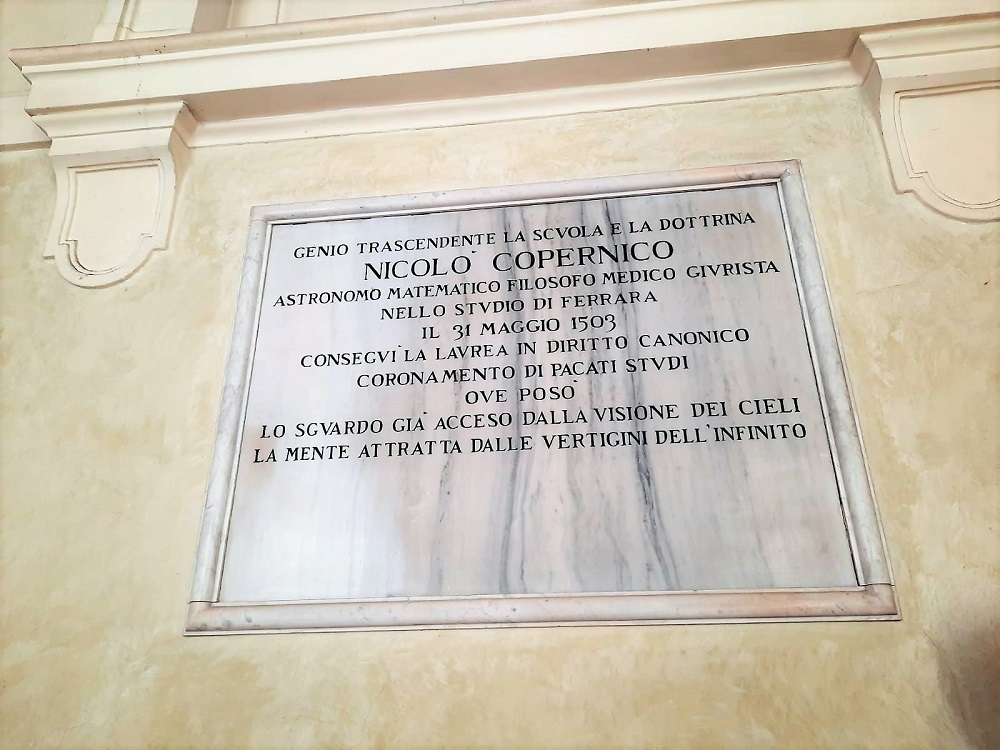 GENIO TRASCENDENTE LA SCVOLA E LA DOTTRINA
NICOLO' COPERNICO
ASTRONOMO MATEMATICO FILOSOFO MEDICO GIVRISTA
NELLO STVDIO DI FERRARA
IL 31 MAGGIO 1503
CONSEGVI' LA LAVREA IN DIRITTO CANONICO
CORONAMENTO DI PACATI STVDI
OVE POSO'
LO SGVARDO GIA' ACCESO DALLA VISIONE DEI CIELI
LA MENTE ATTRATTA DALLE VERTIGINI DELL'INFINITO